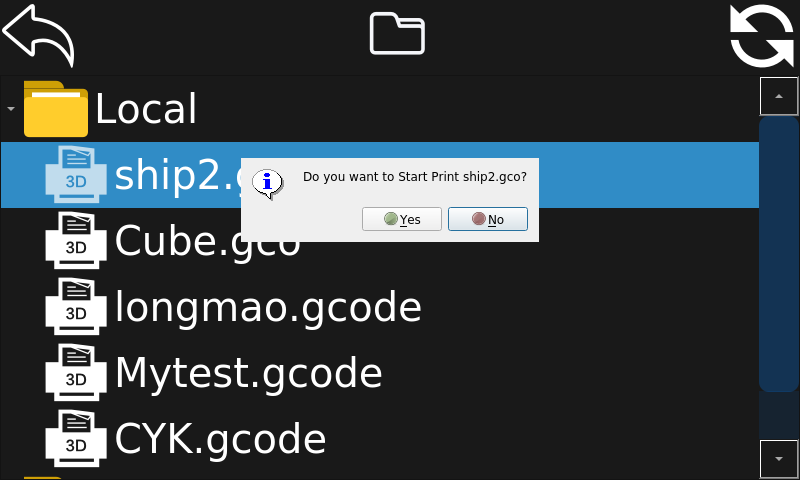 Local
3D ship2.g
Do you want to Start Print ship2.gco?
Yes No
3D Cube.gco
3D longmao.gcode
3D Mytest.gcode
3D CYK.gcode